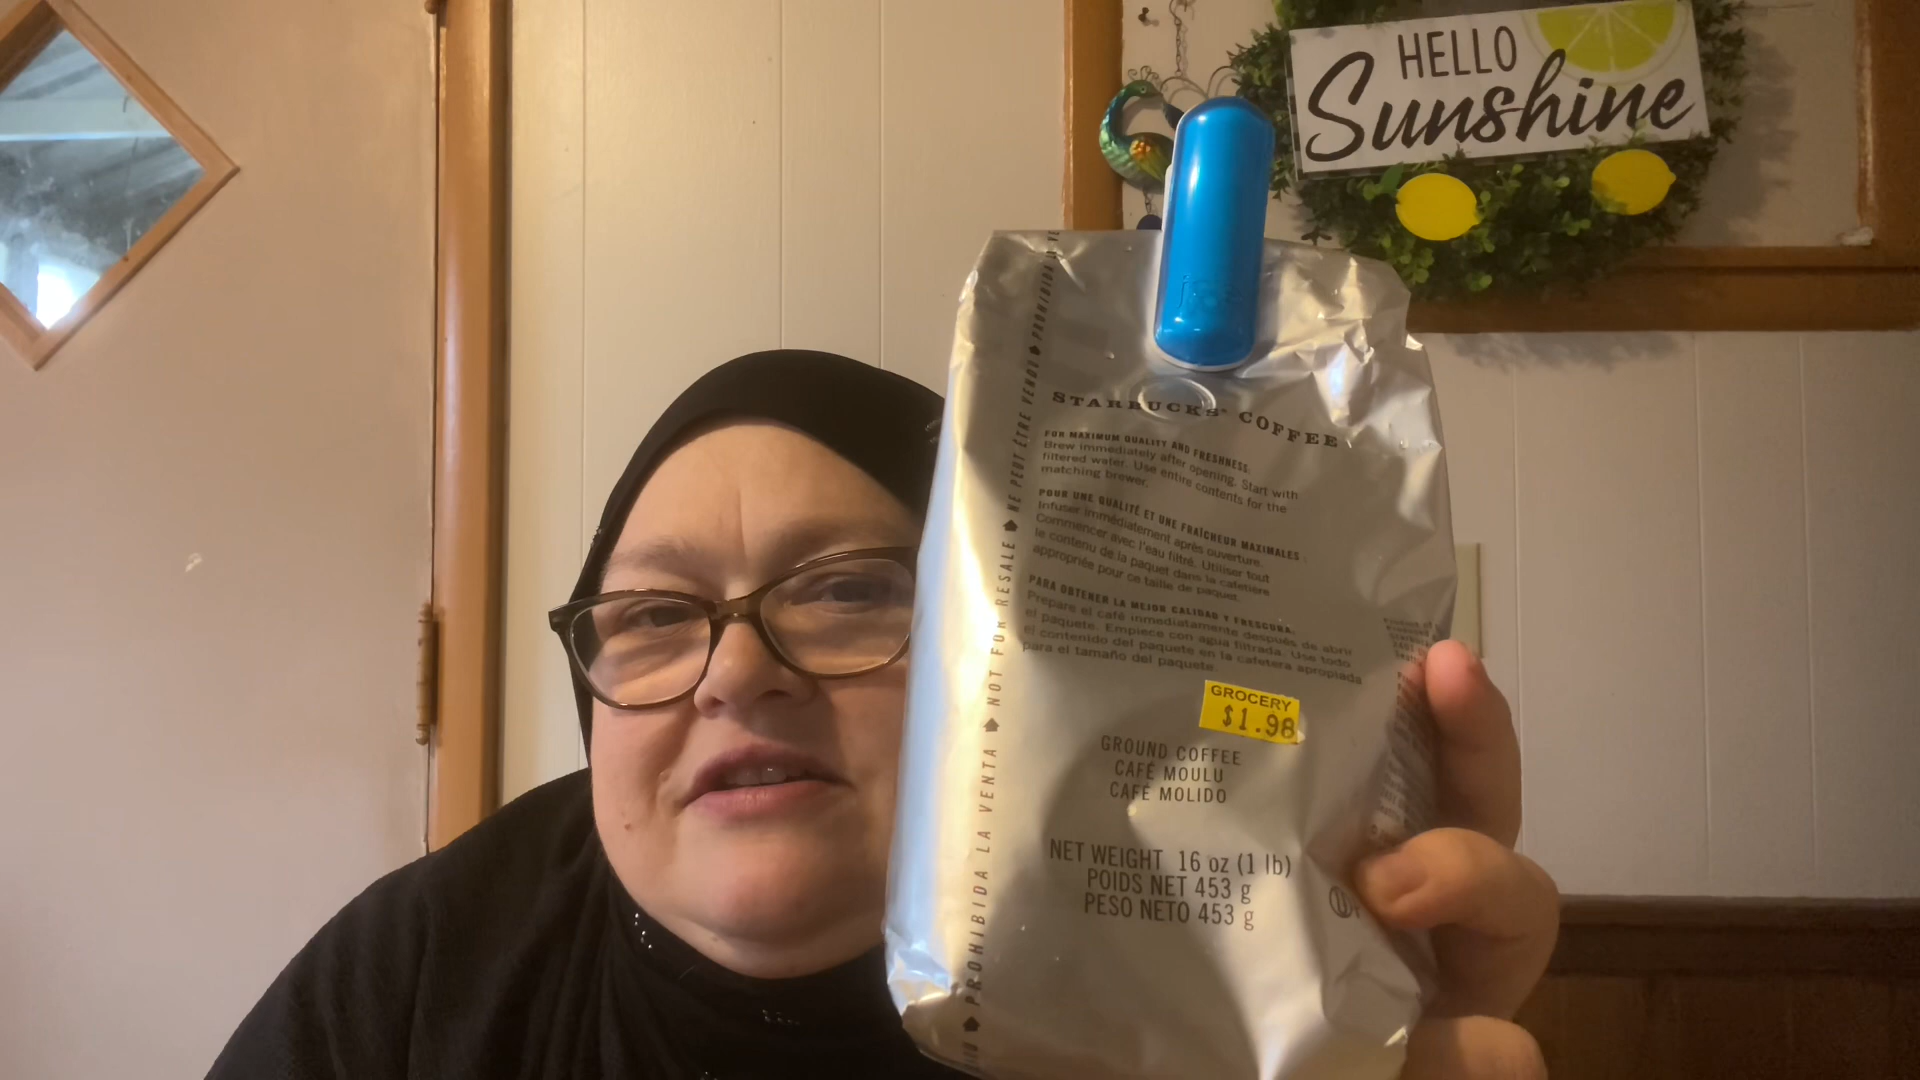 HELLO
Sunshine
STARBUCKS® COFFEE
FOR MAXIMUM QUALITY AND FRESHNESS:
Brew immediately after opening. Start with
filtered water. Use entire contents for the
matching brewer.
POUR UNE QUALITÉ ET UNE FRAÎCHEUR MAXIMALES :
Infuser immédiatement après ouverture.
Commencer avec l'eau filtré. Utiliser tout
le contenu de la paquet dans la cafetière
appropriée pour ce taille de paquet.
PARA OBTENER LA MEJOR CALIDAD Y FRESCURA:
Prepare el café inmediatamente después de abrir
el paquete. Empiece con agua filtrada. Use todo
el contenido del paquete en la cafetera apropiada
para el tamaño del paquete.
GROCERY
$1.98
GROUND COFFEE
CAFÉ MOULU
CAFÉ MOLIDO
NET WEIGHT 16 oz (1 lb)
POIDS NET 453 g
PESO NETO 453 g
PROHIBIDA LA VENTA NOT FOR RESALE NE PEUT ÊTRE VENDU PROHIBIDA LA VE